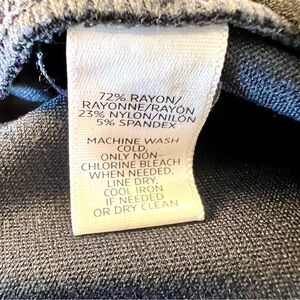 72% RAYON/
RAYONNE/RAYÓN
23% NYLON/NILÓN
5% SPANDEX
MACHINE WASH
COLD,
ONLY NON-
CHLORINE BLEACH
WHEN NEEDED,
LINE DRY,
COOL IRON
IF NEEDED
OR DRY CLEAN